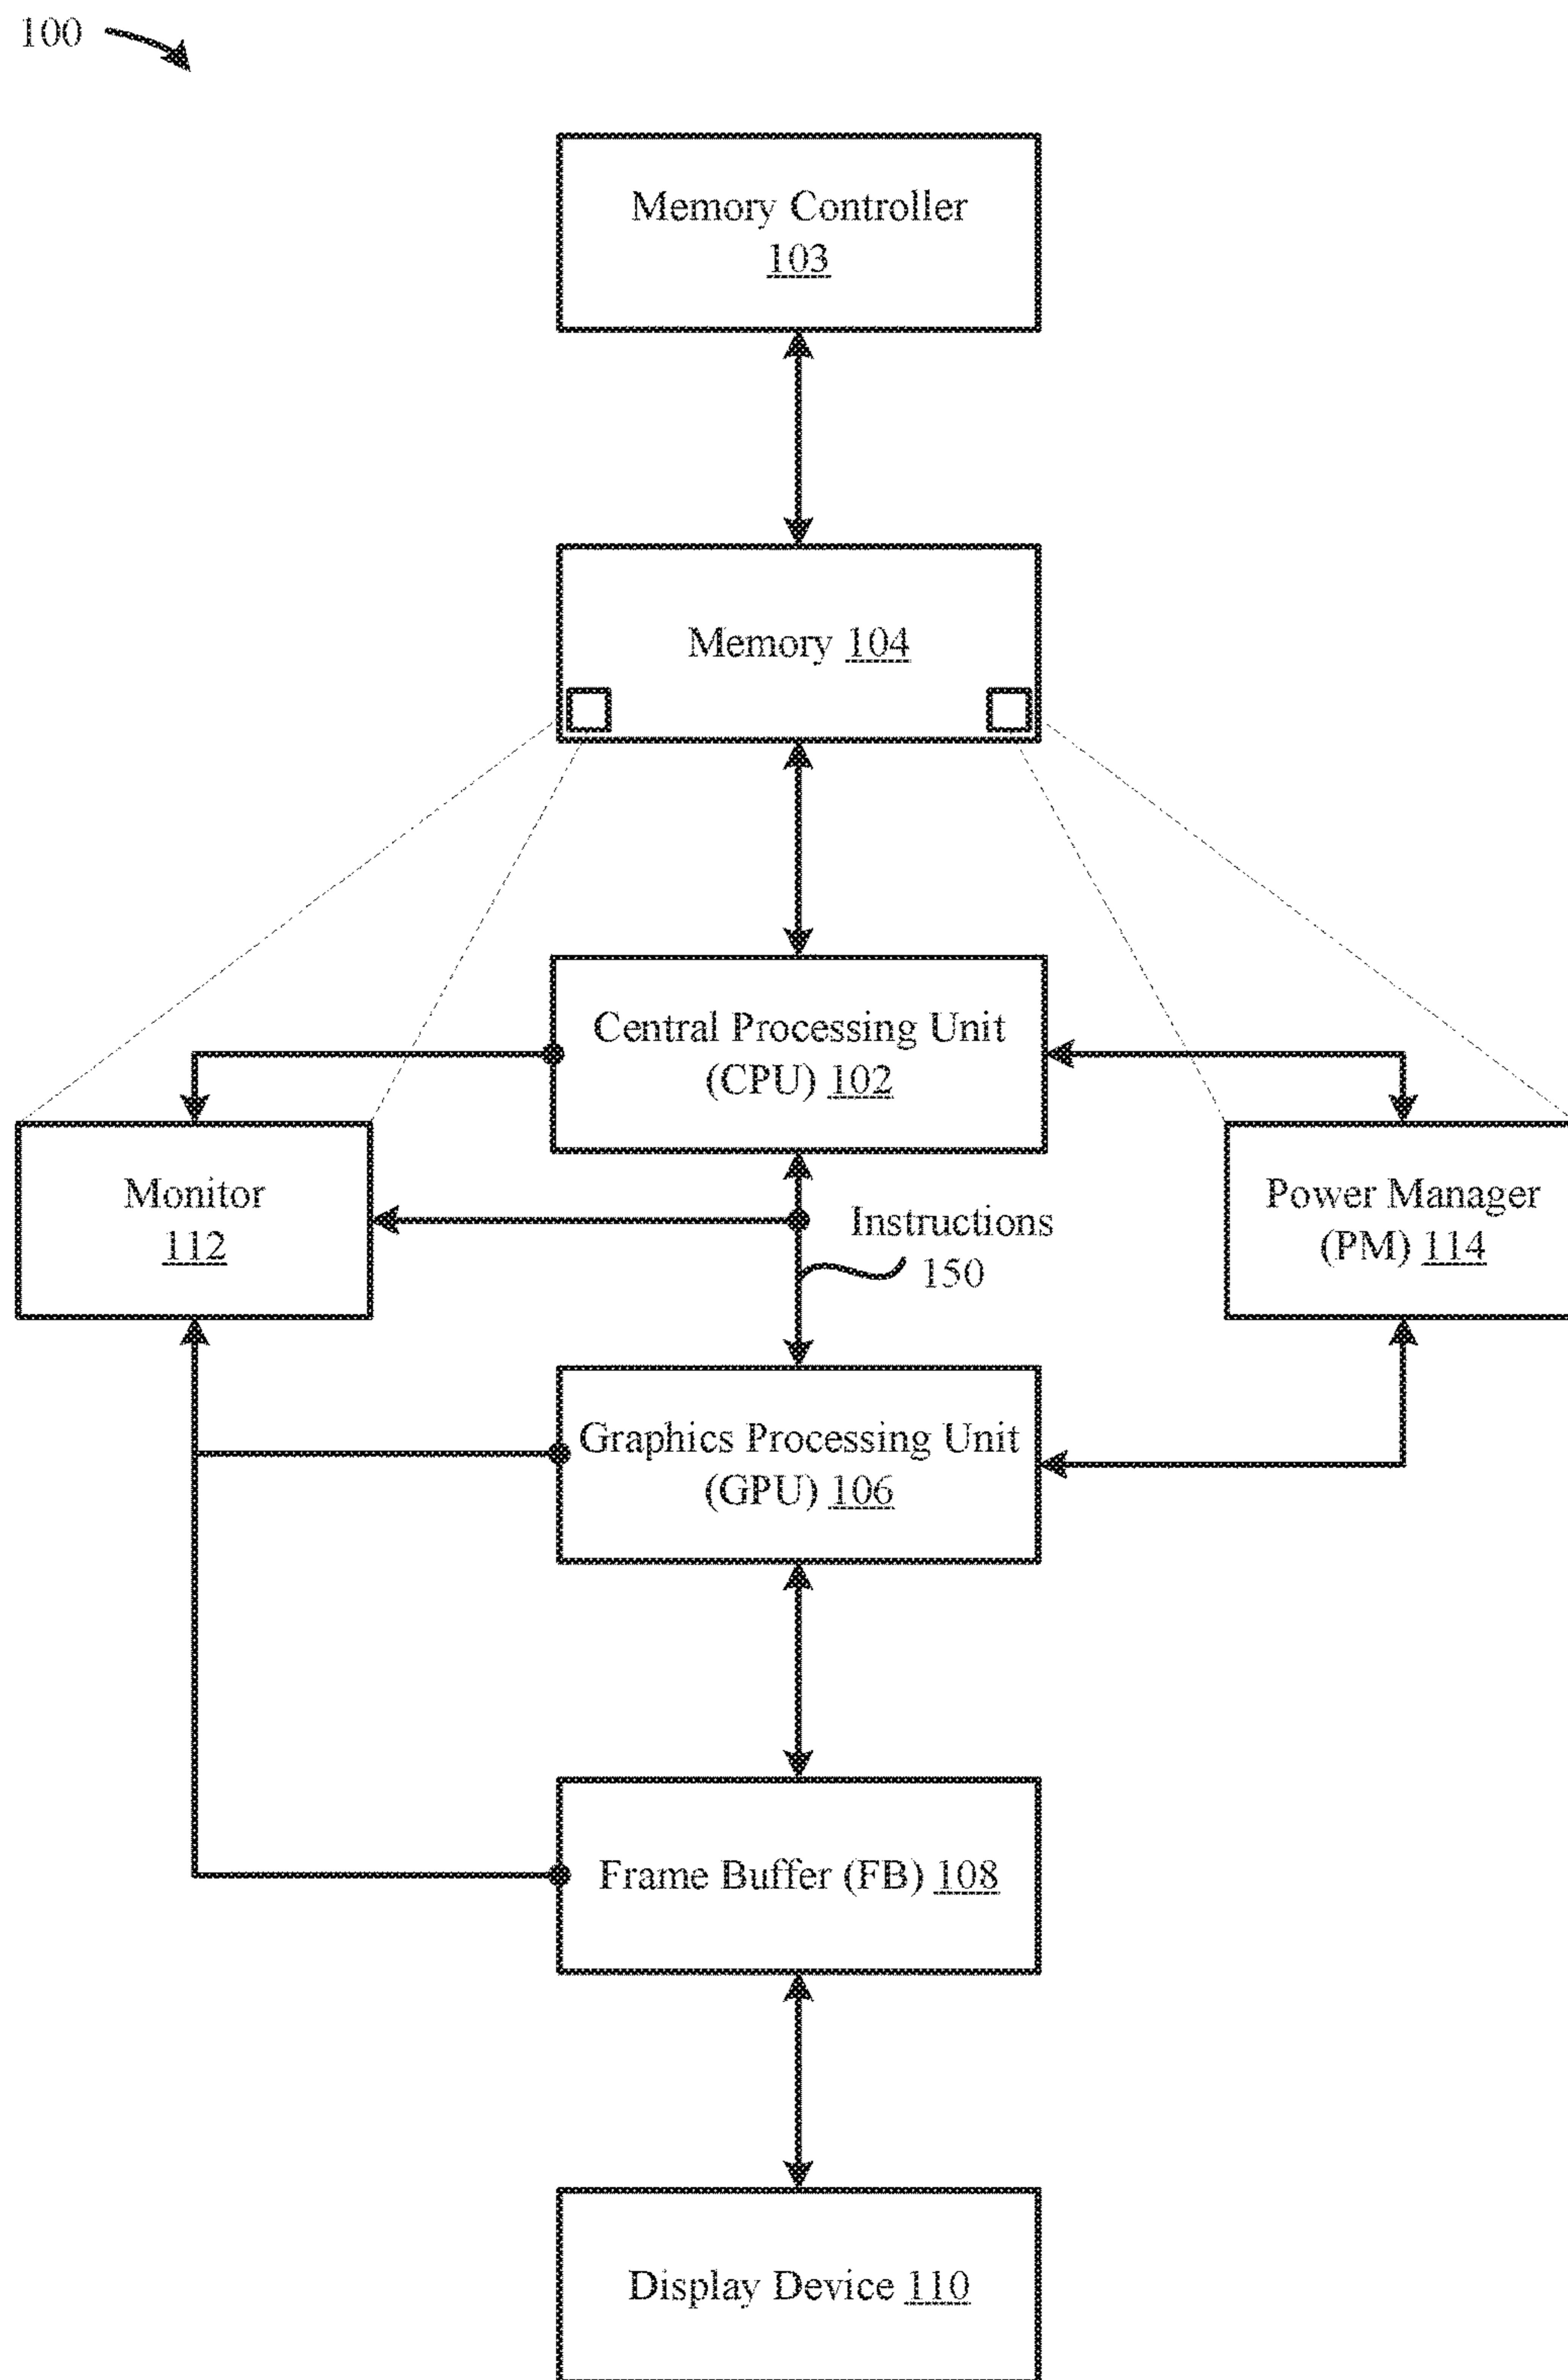 100
Memory Controller
103
Memory 104
Central Processing Unit
(CPU) 102
Monitor
112
Instructions
150
Power Manager
(PM) 114
Graphics Processing Unit
(GPU) 106
Frame Buffer (FB) 108
Display Device 110